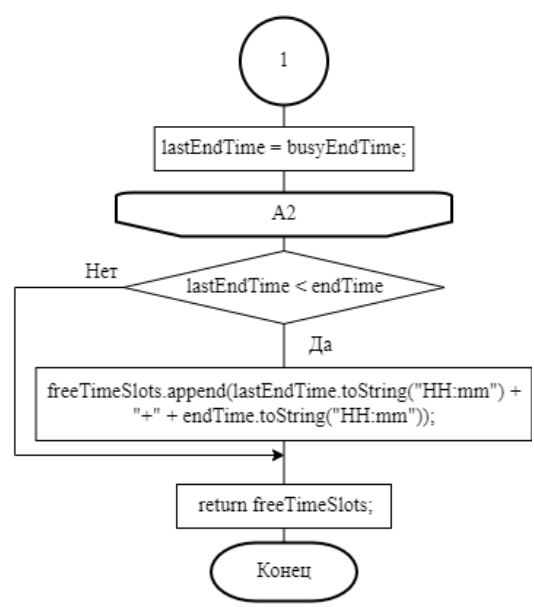 1
lastEndTime = busyEndTime;
A2
Нет
lastEndTime < endTime
Да
freeTimeSlots.append(lastEndTime.toString("HH:mm") +
"+" + endTime.toString("HH:mm"));
return freeTimeSlots;
Конец